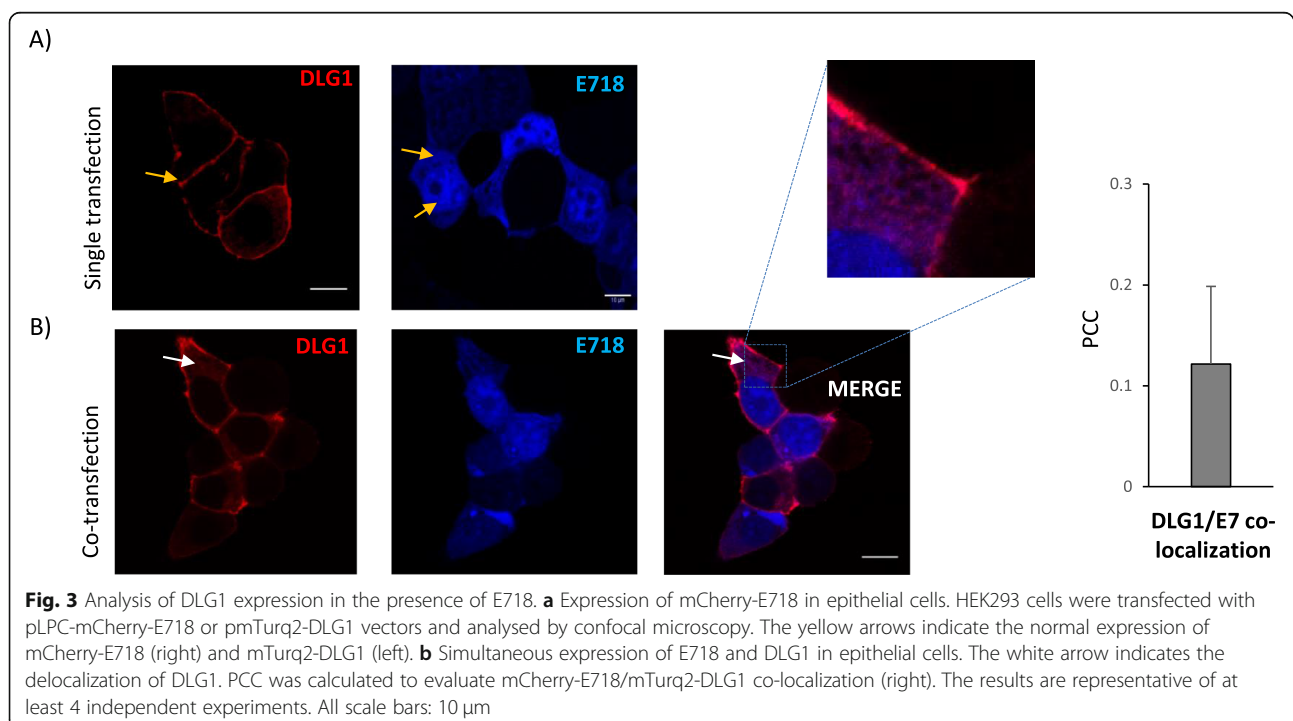 A)
Single transfection
DLG1
E718
10 µm
B)
Co-transfection
DLG1
E718
MERGE
PCC
0.3
0.2
0.1
0
DLG1/E7 co-
localization
Fig. 3 Analysis of DLG1 expression in the presence of E718. a Expression of mCherry-E718 in epithelial cells. HEK293 cells were transfected with
pLPC-mCherry-E718 or pmTurq2-DLG1 vectors and analysed by confocal microscopy. The yellow arrows indicate the normal expression of
mCherry-E718 (right) and mTurq2-DLG1 (left). b Simultaneous expression of E718 and DLG1 in epithelial cells. The white arrow indicates the
delocalization of DLG1. PCC was calculated to evaluate mCherry-E718/mTurq2-DLG1 co-localization (right). The results are representative of at
least 4 independent experiments. All scale bars: 10 µm